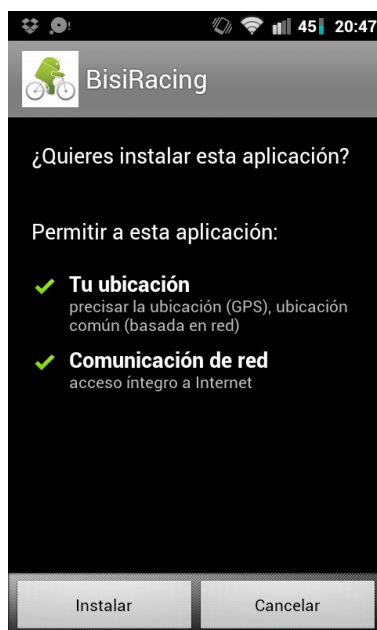 45 20:47
BisiRacing
¿Quieres instalar esta aplicación?
Permitir a esta aplicación:
Tu ubicación
precisar la ubicación (GPS), ubicación
común (basada en red)
Comunicación de red
acceso íntegro a Internet
Instalar Cancelar